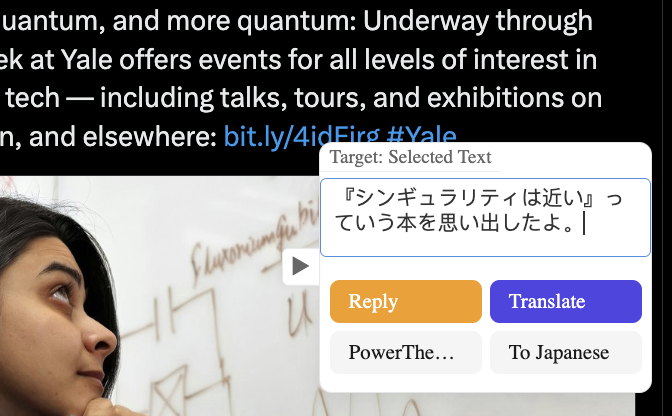 uantum, and more quantum: Underway through
ek at Yale offers events for all levels of interest in
tech — including talks, tours, and exhibitions on
n, and elsewhere: bit.ly/4idFirg #Yale
Target: Selected Text
『シンギュラリティは近い』っ
ていう本を思い出したよ。
Reply
Translate
PowerThe…
To Japanese